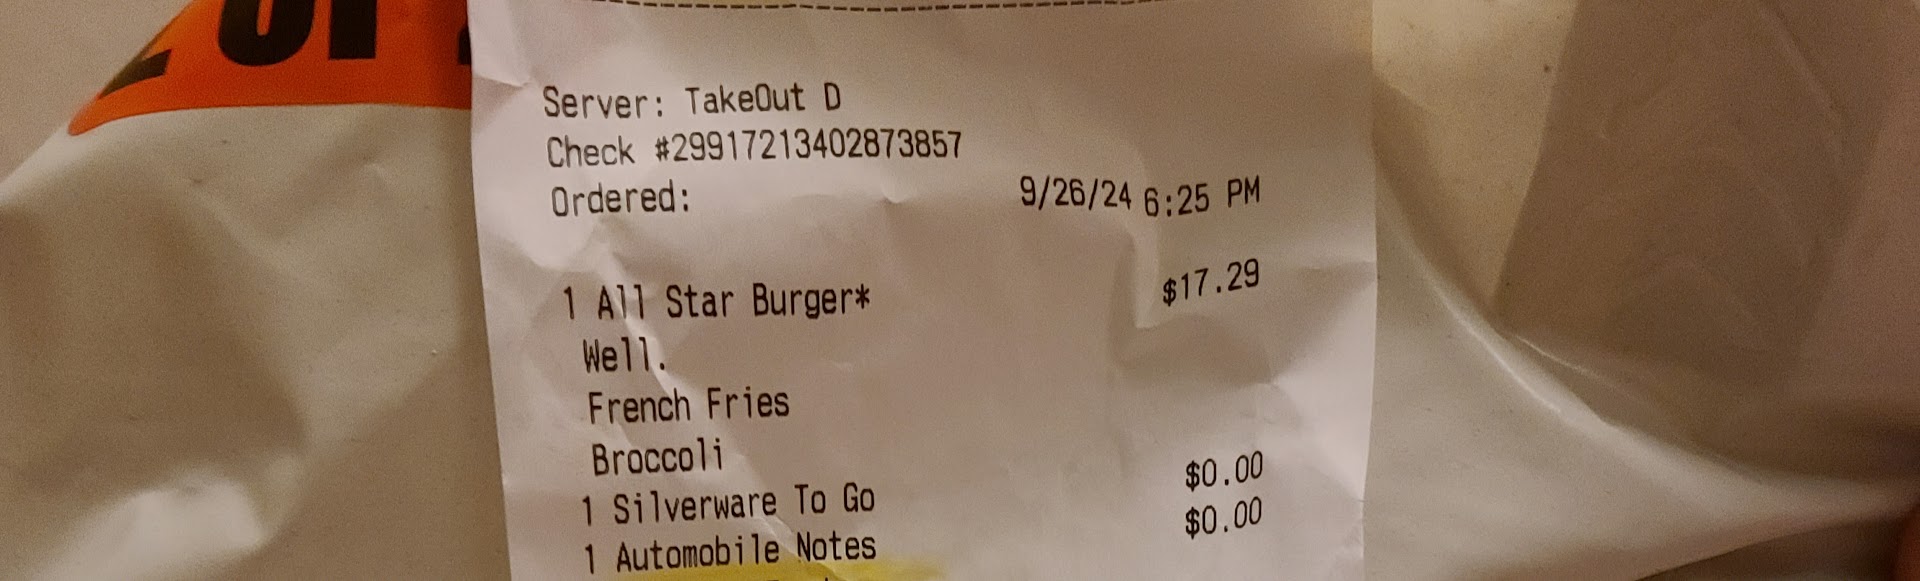 OF
Server: TakeOut D
Check #29917213402873857
Ordered: 9/26/24 6:25 PM
1 All Star Burger* $17.29
Well.
French Fries
Broccoli
1 Silverware To Go $0.00
1 Automobile Notes $0.00